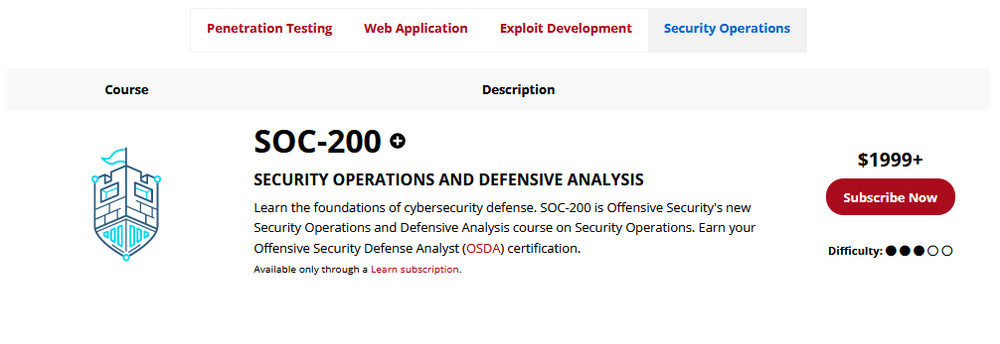 Penetration Testing Web Application Exploit Development Security Operations
Course Description
SOC-200
SECURITY OPERATIONS AND DEFENSIVE ANALYSIS
Learn the foundations of cybersecurity defense. SOC-200 is Offensive Security's new
Security Operations and Defensive Analysis course on Security Operations. Earn your
Offensive Security Defense Analyst (OSDA) certification.
Available only through a Learn subscription.
$1999+
Subscribe Now
Difficulty: